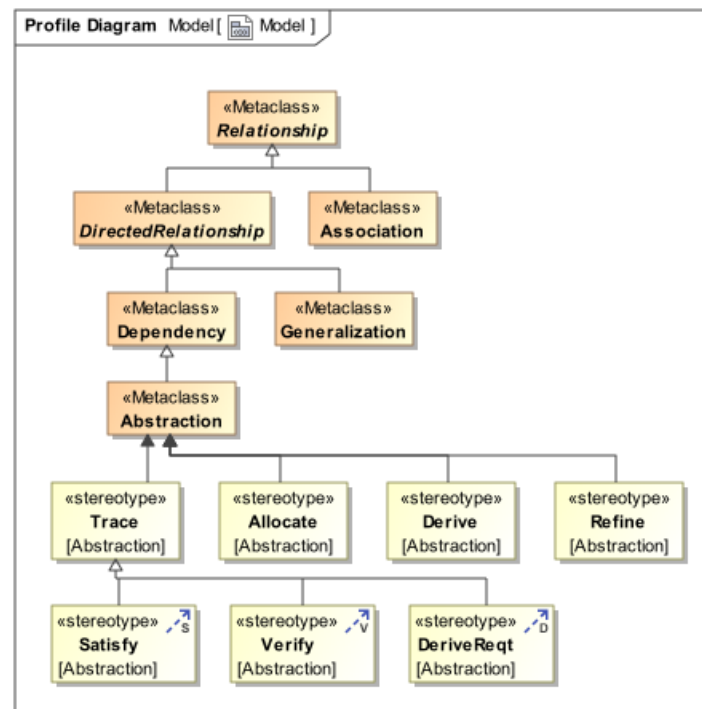 Profile Diagram Model[ Model ]
«Metaclass»
Relationship
«Metaclass»
DirectedRelationship
«Metaclass»
Association
«Metaclass»
Dependency
«Metaclass»
Generalization
«Metaclass»
Abstraction
«stereotype»
Trace
[Abstraction]
«stereotype»
Allocate
[Abstraction]
«stereotype»
Derive
[Abstraction]
«stereotype»
Refine
[Abstraction]
«stereotype»
S
Satisfy
[Abstraction]
«stereotype»
V
Verify
[Abstraction]
«stereotype»
D
DeriveReqt
[Abstraction]